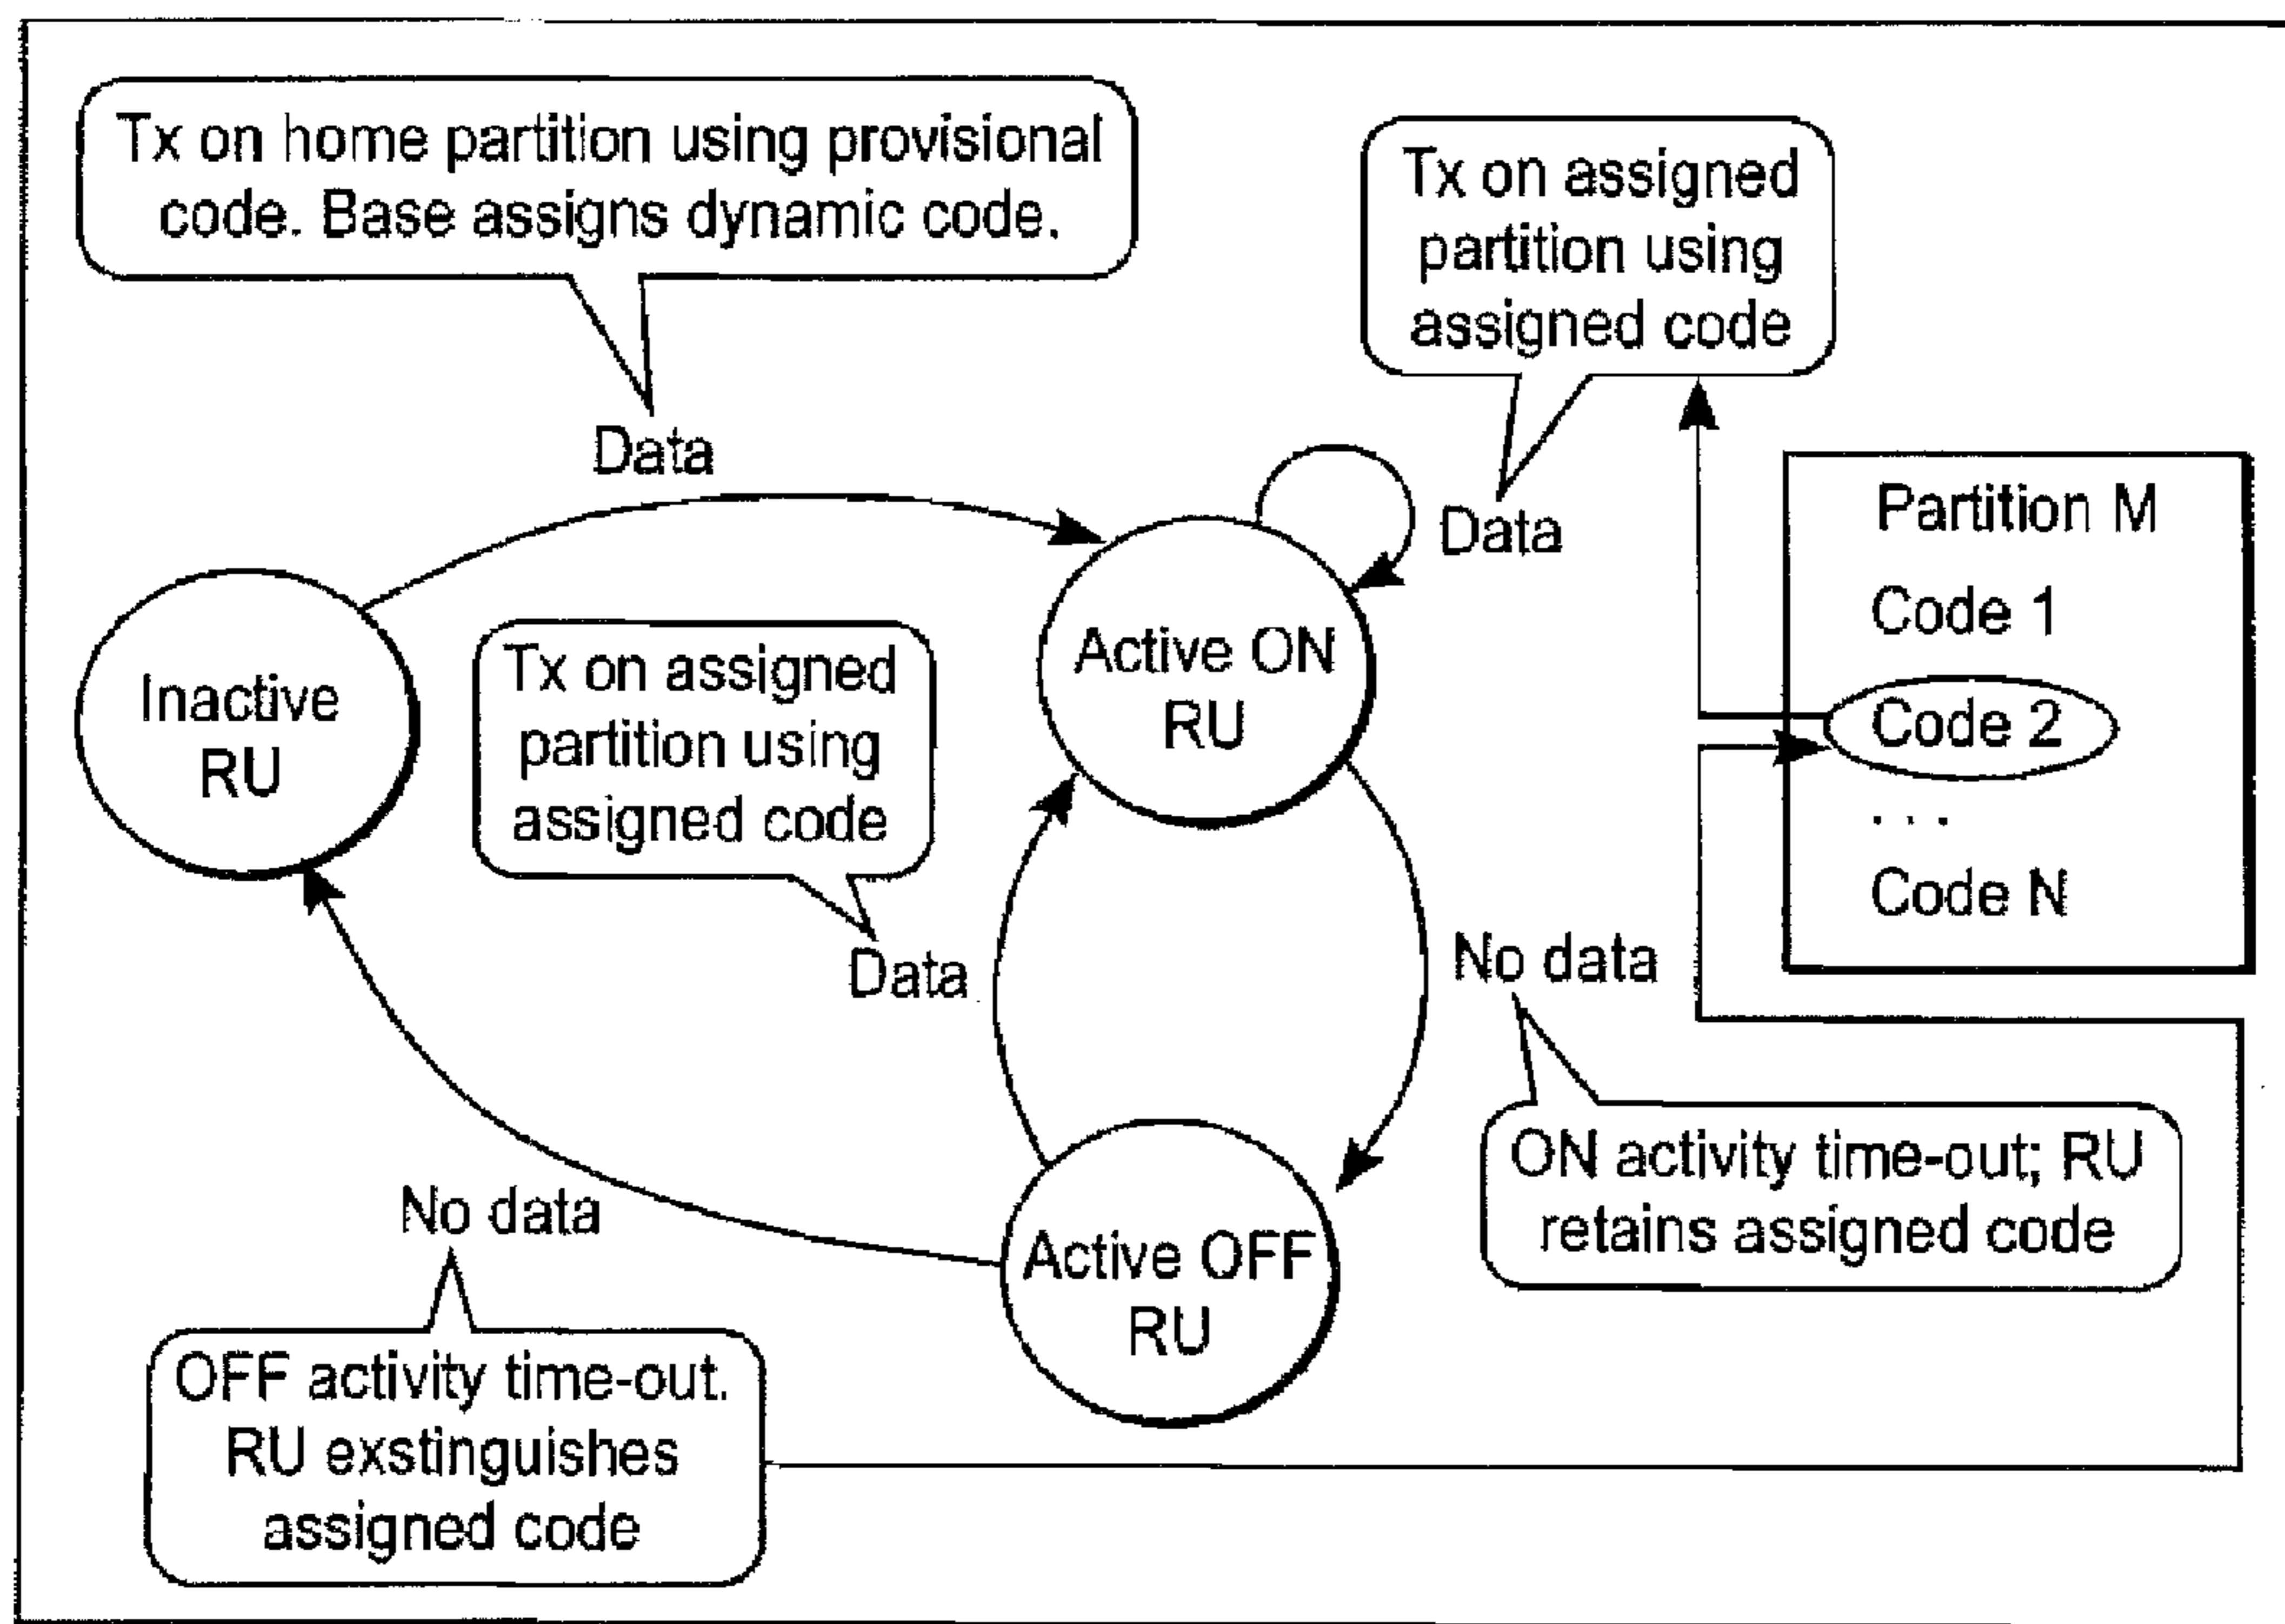 Tx on home partition using provisional
code. Base assigns dynamic code.
Tx on assigned
partition using
assigned code
Data
Data
Partition M
Code 1
Code 2
. . .
Code N
Inactive
RU
Tx on assigned
partition using
assigned code
Active ON
RU
Data
No data
ON activity time-out; RU
retains assigned code
No data
Active OFF
RU
OFF activity time-out.
RU exstinguishes
assigned code